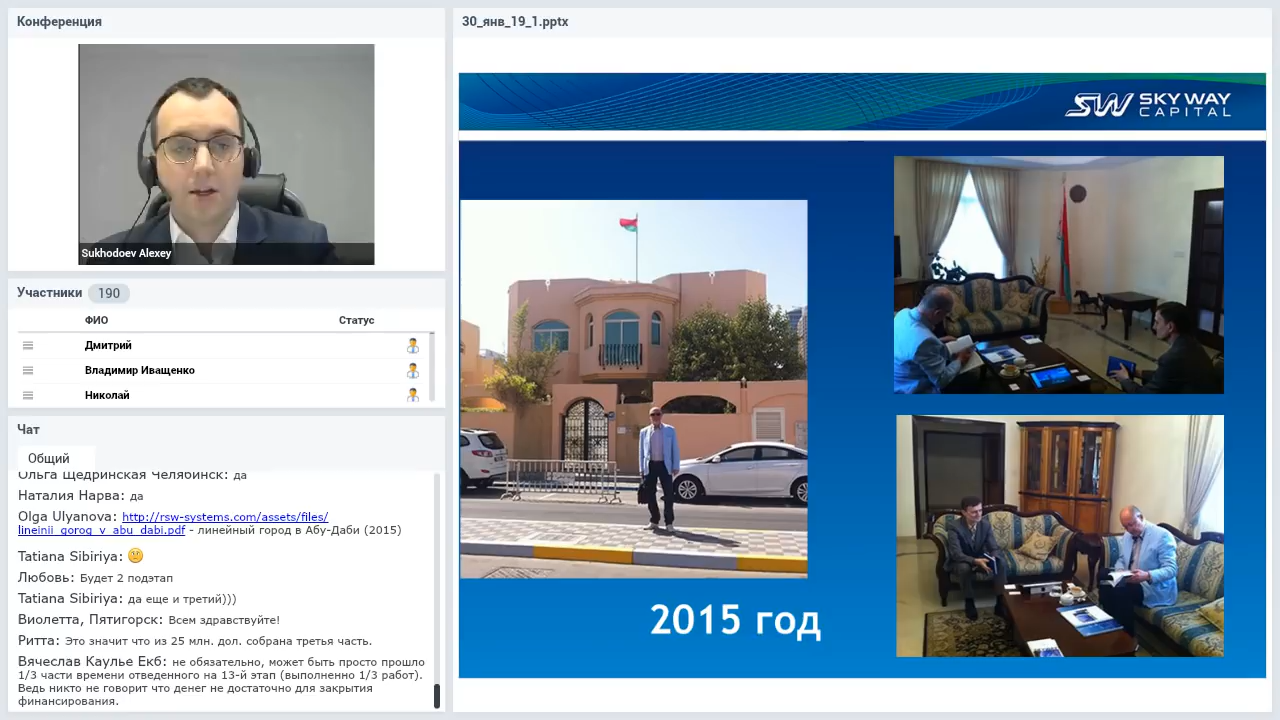 Конференция
Sukhodoev Alexey
Участники 190
ФИО Статус
Дмитрий
Владимир Иващенко
Николай
Чат
Общий
Ольга Щедринская Челябинск: да
Наталия Нарва: да
Olga Ulyanova: http://rsw-systems.com/assets/files/
lineinii_gorog_v_abu_dabi.pdf - линейный город в Абу-Даби (2015)
Tatiana Sibiriya:
Любовь: Будет 2 подэтап
Tatiana Sibiriya: да еще и третий)))
Виолетта, Пятигорск: Всем здравствуйте!
Ритта: Это значит что из 25 млн. дол. собрана третья часть.
Вячеслав Каулье Екб: не обязательно, может быть просто прошло
1/3 части времени отведенного на 13-й этап (выполненно 1/3 работ).
Ведь никто не говорит что денег не достаточно для закрытия
финансирования.
30_янв_19_1.pptx
SW SKY WAY
CAPITAL
2015 год